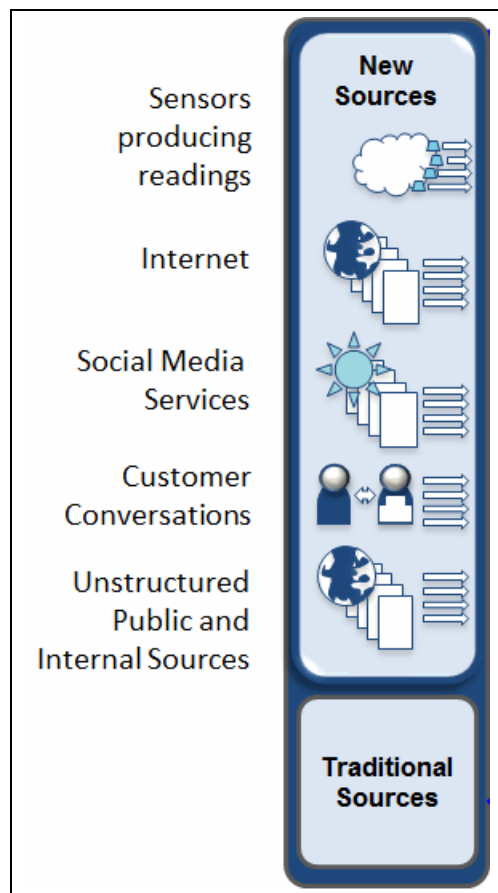 New
Sources
Sensors
producing
readings
Internet
Social Media
Services
Customer
Conversations
Unstructured
Public and
Internal Sources
Traditional
Sources